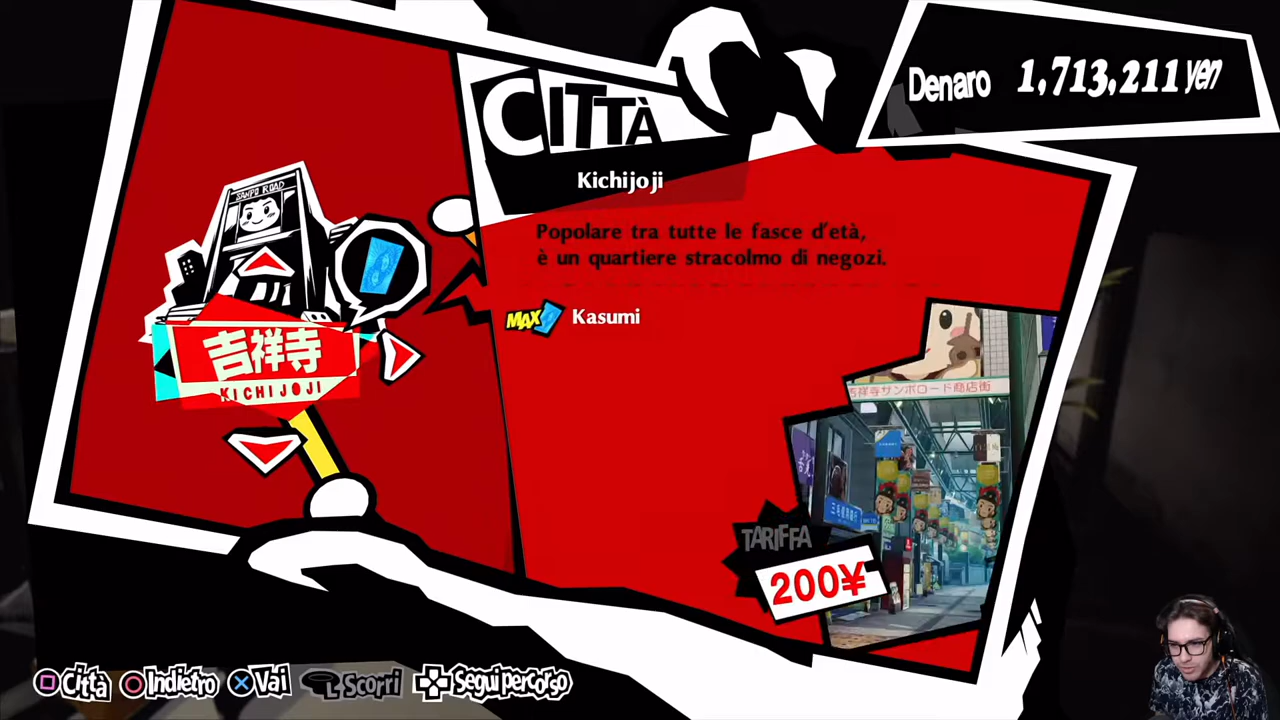 CITTÀ
Denaro 1,713,211 yen
Kichijoji
Popolare tra tutte le fasce d'età,
è un quartiere stracolmo di negozi.
MAX Kasumi
SANPO ROAD
吉祥寺
KICHIJOJI
吉祥寺サンポロード商店街
TARIFFA
200¥
Città Indietro Vai L Scorri Segui percorso